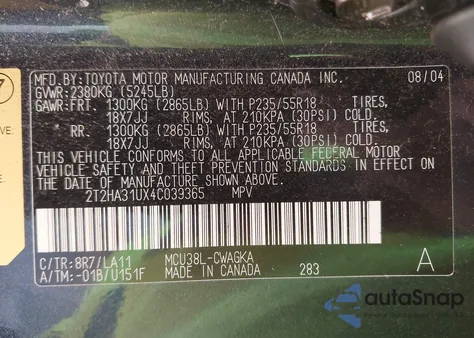 MFD.BY:TOYOTA MOTOR MANUFACTURING CANADA INC. 08/04
GVWR:2380KG (5245LB)
GAWR:FRT. 1300KG (2865LB) WITH P235/55R18 TIRES,
18X7JJ RIMS, AT 210KPA (30PSI) COLD.
RR. 1300KG (2865LB) WITH P235/55R18 TIRES,
18X7JJ RIMS, AT 210KPA (30PSI) COLD.
THIS VEHICLE CONFORMS TO ALL APPLICABLE FEDERAL MOTOR
VEHICLE SAFETY AND THEFT PREVENTION STANDARDS IN EFFECT ON
THE DATE OF MANUFACTURE SHOWN ABOVE.
2T2HA31UX4C039365 MPV
C/TR:8R7/LA11 MCU38L-CWAGKA A
A/TM:-01B/U151F MADE IN CANADA 283
7
autoSnap